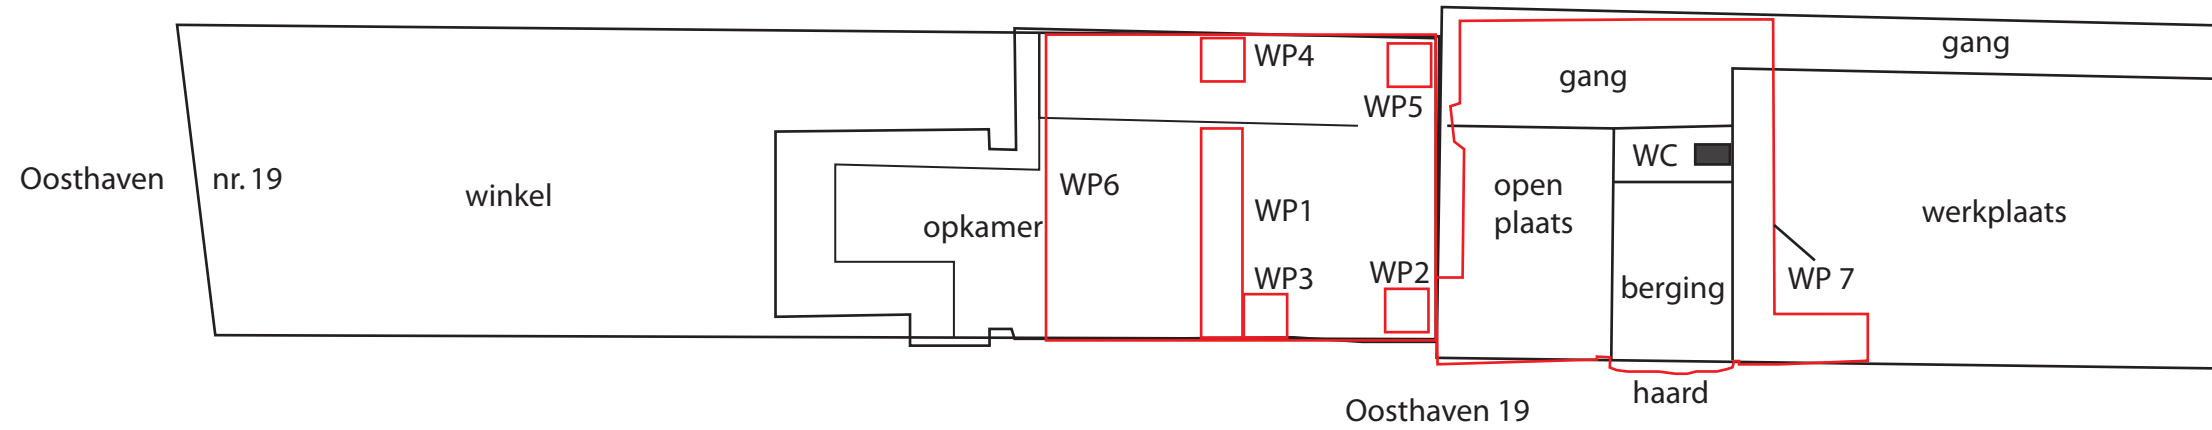 Oosthaven
nr. 19
winkel
opkamer
WP6
WP4
WP5
WP1
WP3
WP2
gang
gang
WC
open
plaats
berging
werkplaats
WP 7
haard
Oosthaven 19